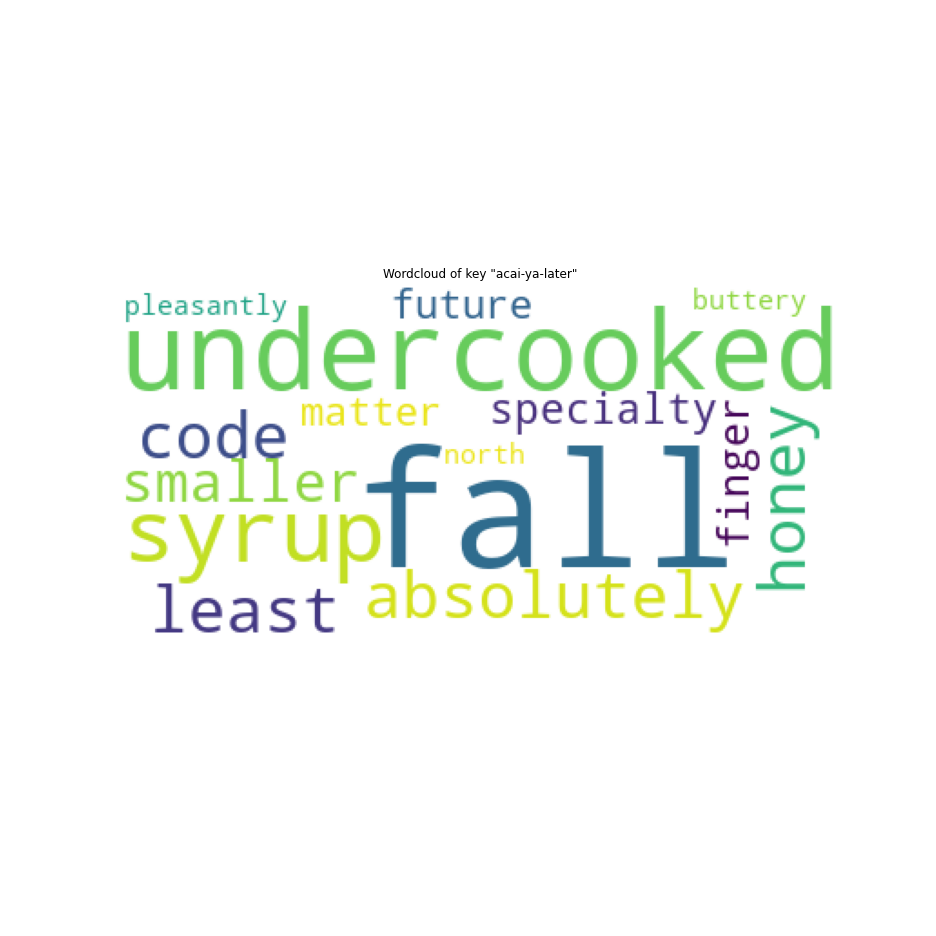 Wordcloud of key "acai-ya-later"
pleasantly future buttery
undercooked
matter specialty
code
finger
honey
north
smaller
fall
syrup
absolutely
least